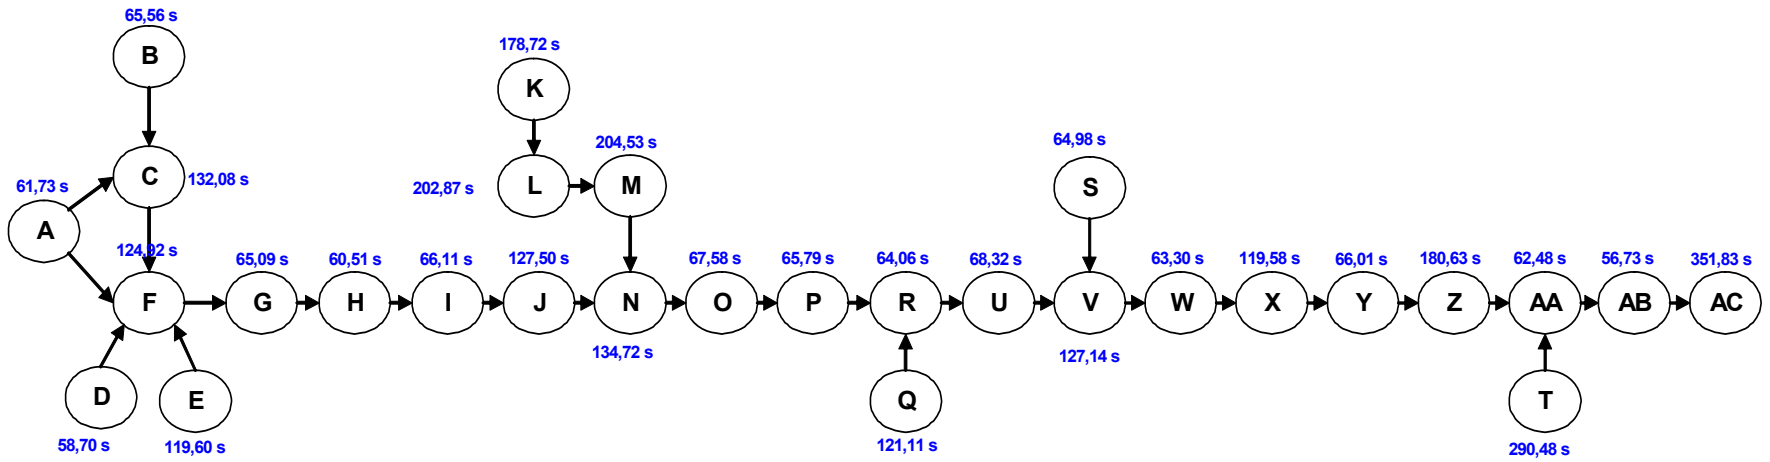 65,56 s
B
178,72 s
K
204,53 s
64,98 s
C
132,08 s
61,73 s
202,87 s
L
M
S
A
124,92 s
65,09 s
60,51 s
66,11 s
127,50 s
67,58 s
65,79 s
64,06 s
68,32 s
63,30 s
119,58 s
66,01 s
180,63 s
62,48 s
56,73 s
351,83 s
F
G
H
I
J
N
O
P
R
U
V
W
X
Y
Z
AA
AB
AC
134,72 s
127,14 s
D
E
Q
T
58,70 s
119,60 s
121,11 s
290,48 s